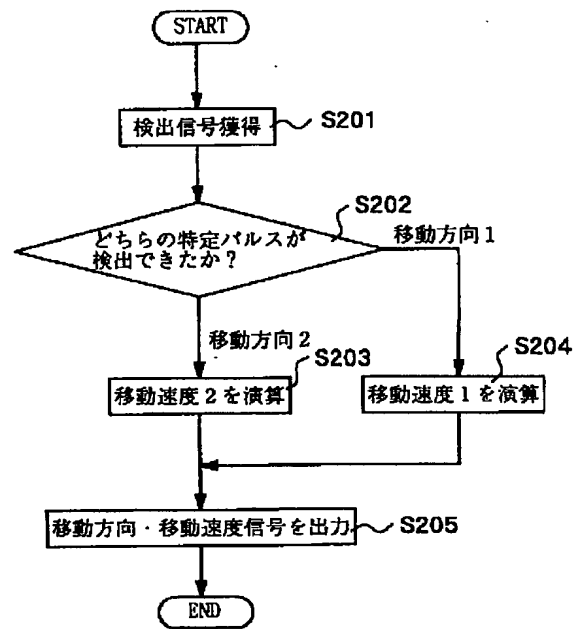 START
検出信号獲得
S201
S202
どちらの特定パルスが
検出できたか？
移動方向1
移動方向2
S203
移動速度2を演算
S204
移動速度1を演算
移動方向・移動速度信号を出力
S205
END